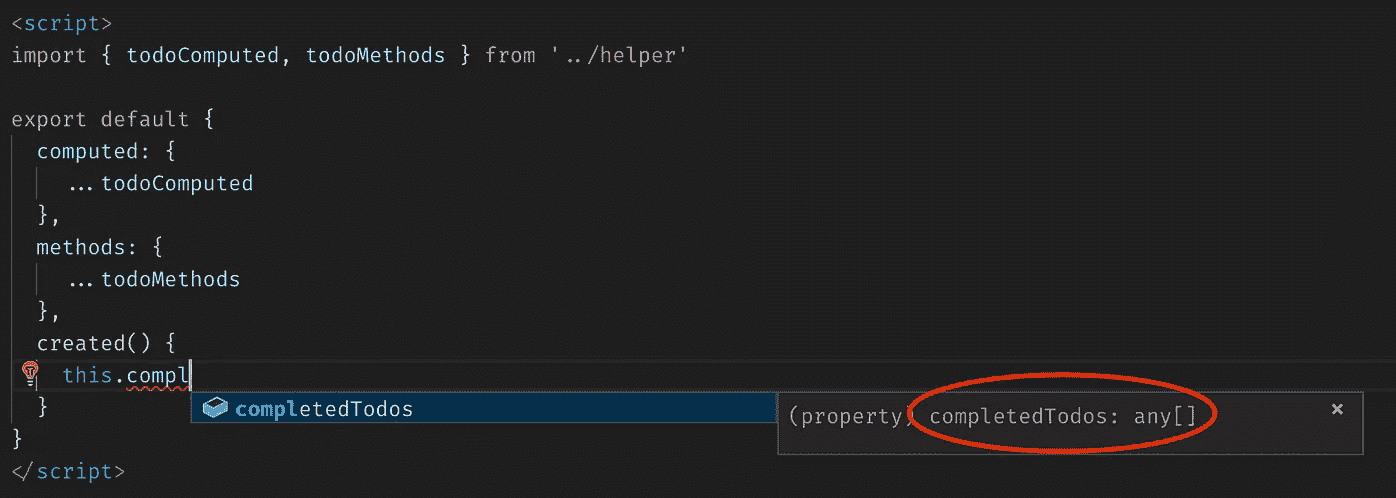 <script>
import { todoComputed, todoMethods } from '../helper'
export default {
computed: {
...todoComputed
},
methods: {
...todoMethods
},
created() {
this.compl
completedTodos
(property) completedTodos: any[] ×
}
}
</script>